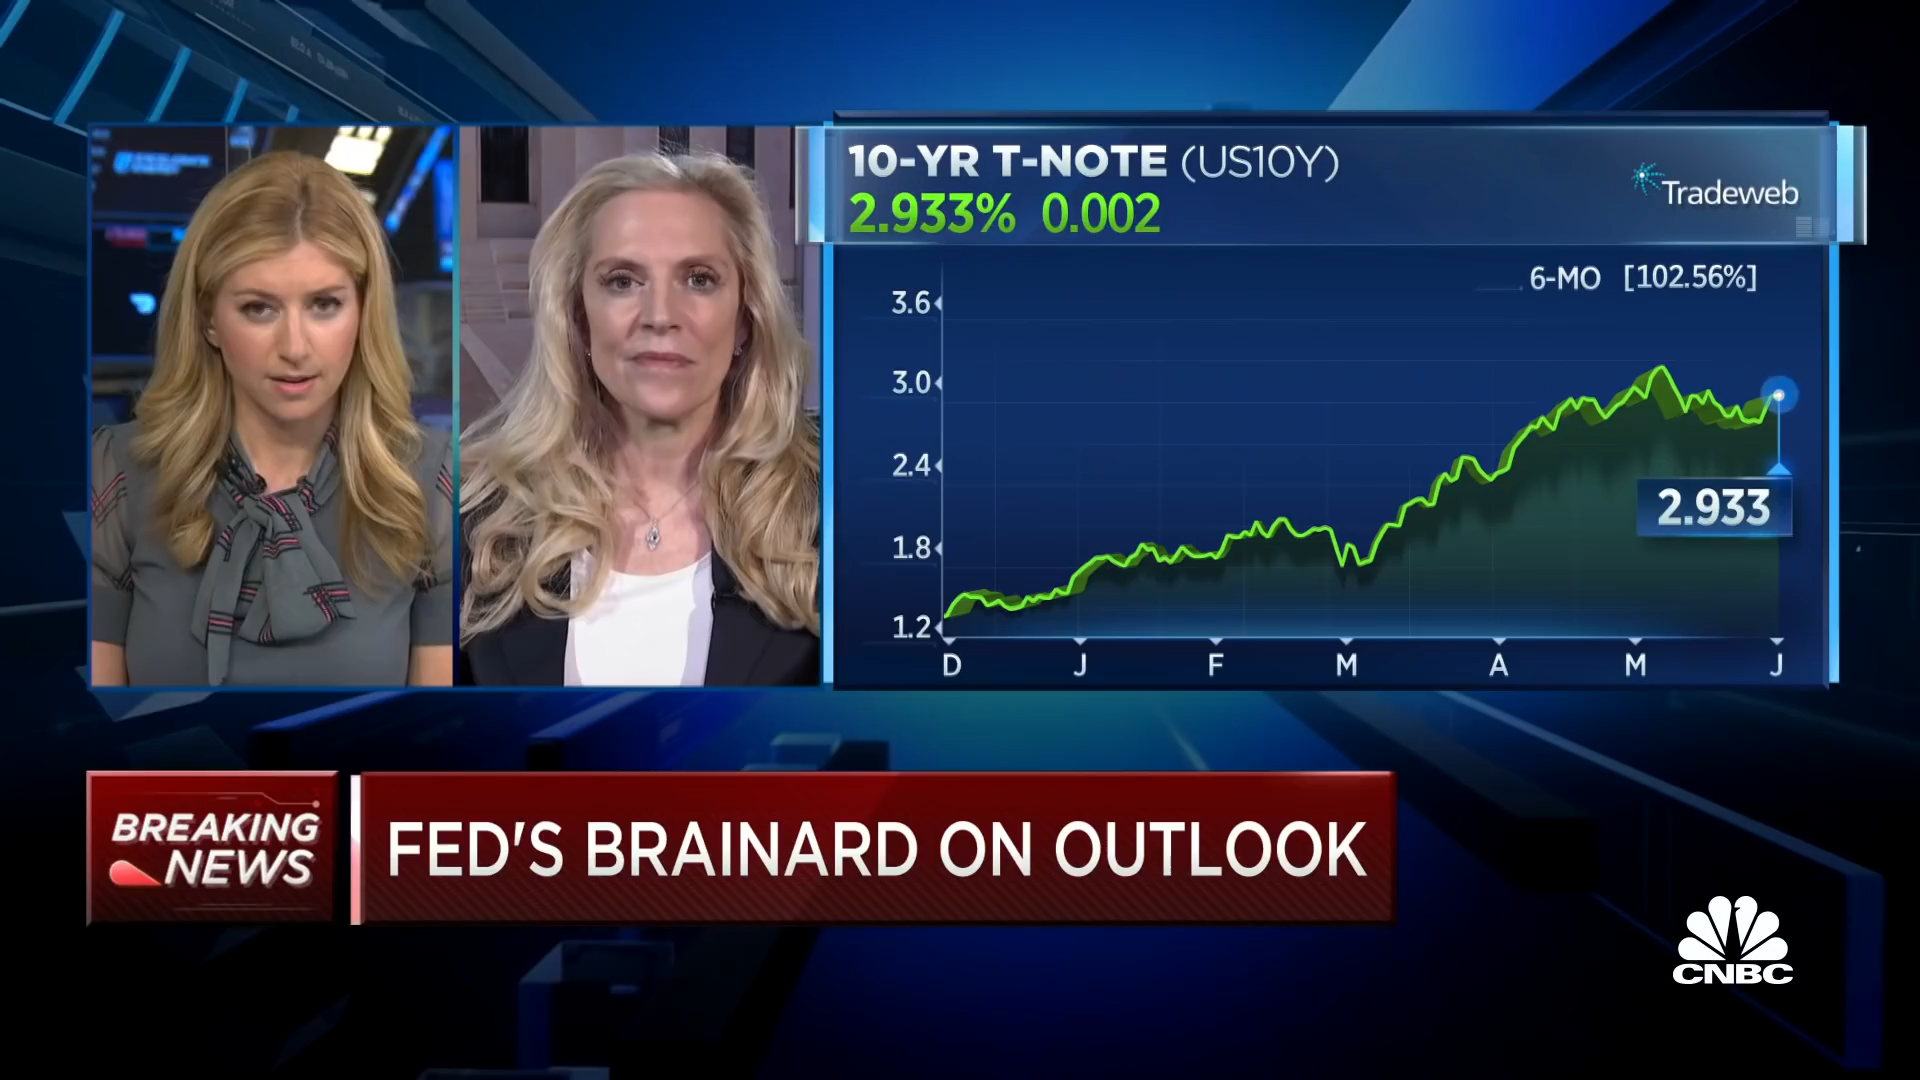 10-YR T-NOTE (US10Y)
2.933% 0.002
Tradeweb
6-MO [102.56%]
3.6
3.0
2.4
1.8
1.2
2.933
D J F M A M J
BREAKING
NEWS
FED'S BRAINARD ON OUTLOOK
CNBC